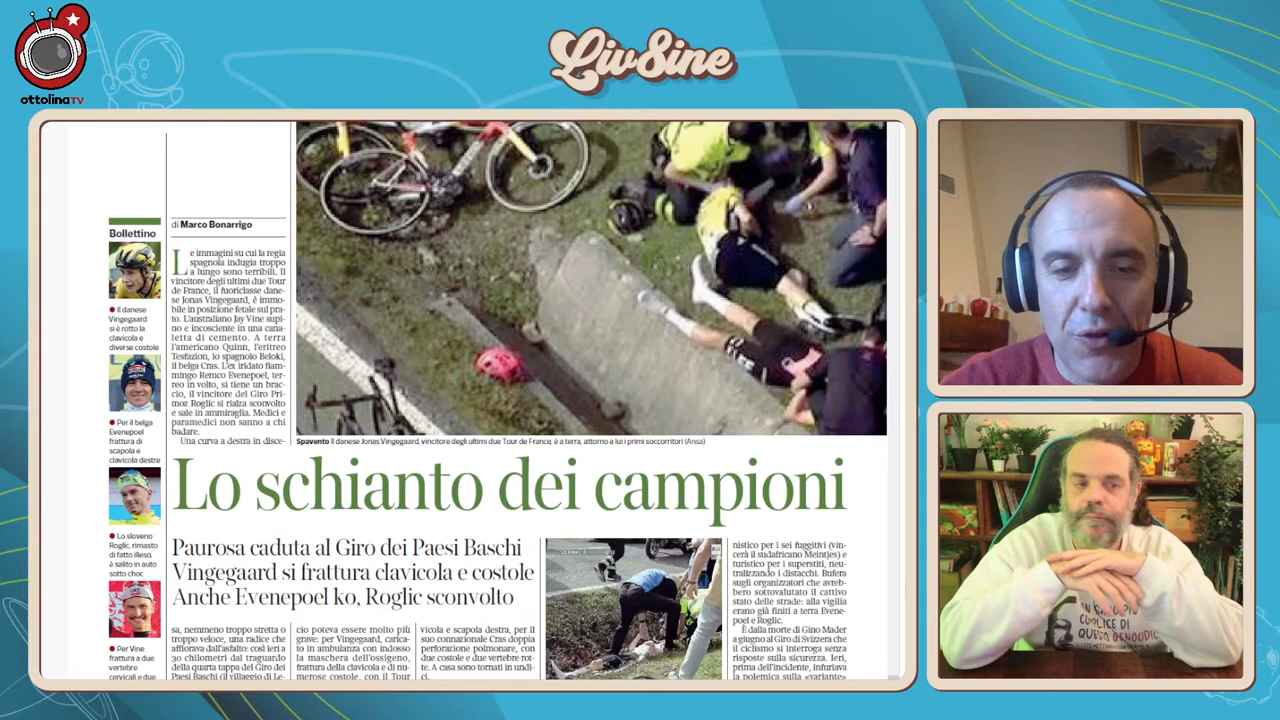 ottolina TV
Liv8ine
Bollettino
Il danese
Vingegaard
si è rotto la
clavicola e
diverse costole
Per il belga
Evenepoel
frattura di
scapola e
clavicola destre
Lo sloveno
Roglic, rimasto
di fatto illeso,
è salito in auto
sotto choc
Per Vine
frattura a due
vertebre
cervicali e due
di Marco Bonarrigo
Le immagini su cui la regia
spagnola indugia troppo
a lungo sono terribili. Il
vincitore degli ultimi due Tour
de France, il fuoriclasse dane-
se Jonas Vingegaard, è immo-
bile in posizione fetale sul pra-
to. L'australiano Jay Vine supi-
no e incosciente in una cana-
letta di cemento. A terra
l'americano Quinn, l'eritreo
Tesfazion, lo spagnolo Beloki,
il belga Cras. L'ex iridato fiam-
mingo Remco Evenepoel, ter-
reo in volto, si tiene un brac-
cio, il vincitore del Giro Pri-
moz Roglic si rialza sconvolto
e sale in ammiraglia. Medici e
paramedici non sanno a chi
badare.
Una curva a destra in disce-
Spavento Il danese Jonas Vingegaard, vincitore degli ultimi due Tour de France, è a terra, attorno a lui i primi soccorritori (Ansa)
Lo schianto dei campioni
Paurosa caduta al Giro dei Paesi Baschi
Vingegaard si frattura clavicola e costole
Anche Evenepoel ko, Roglic sconvolto
sa, nemmeno troppo stretta o
troppo veloce, una radice che
affiorava dall'asfalto: così ieri a
30 chilometri dal traguardo
della quarta tappa del Giro dei
Paesi Baschi (il villaggio di Le-
cio poteva essere molto più
grave: per Vingegaard, carica-
to in ambulanza con indosso
la maschera dell'ossigeno,
frattura della clavicola e di nu-
merose costole, con il Tour
vicola e scapola destra, per il
suo connazionale Cras doppia
perforazione polmonare, con
due costole e due vertebre rot-
te. A casa sono tornati in undi-
ci.
nistico per i sei fuggitivi (vin-
cerà il sudafricano Meintjes) e
turistico per i superstiti, neu-
tralizzando i distacchi. Bufera
sugli organizzatori che avreb-
bero sottovalutato il cattivo
stato delle strade: alla vigilia
erano già finiti a terra Evene-
poel e Roglic.
È dalla morte di Gino Mader
a giugno al Giro di Svizzera che
il ciclismo si interroga senza
risposte sulla sicurezza. Ieri,
prima dell'incidente, infuriava
la polemica sulla «variante»
COMPLICE DI
QUESTO GENOCIDIO